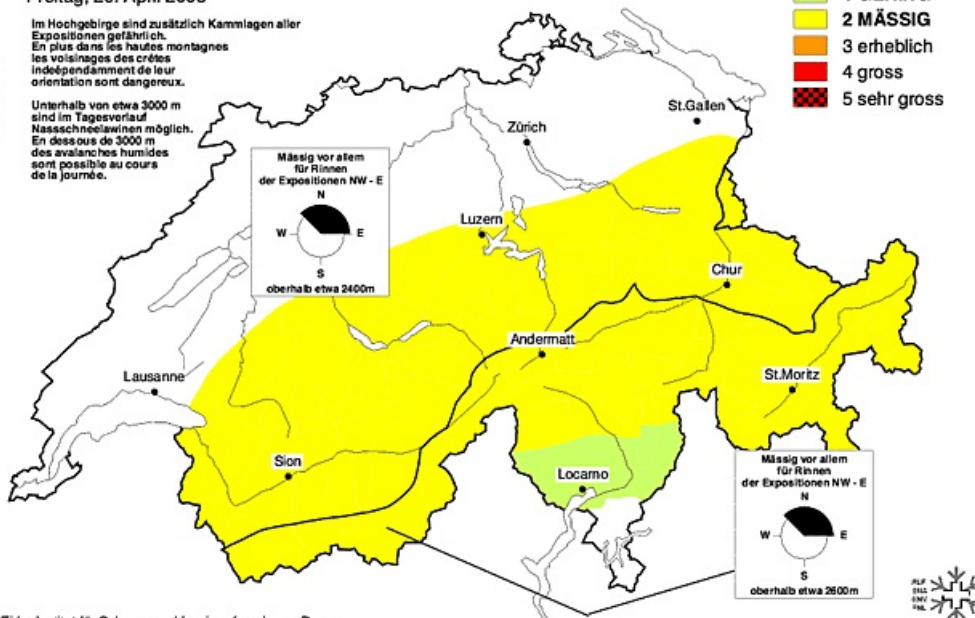 Im Hochgebirge sind zusätzlich Kammlagen aller
Expositionen gefährlich.
En plus dans les hautes montagnes
les voisinages des crêtes
indeépendamment de leur
orientation sont dangereux.
Unterhalb von etwa 3000 m
sind im Tagesverlauf
Nassschneelawinen möglich.
En dessous de 3000 m
des avalanches humides
sont possible au cours
de la journée.
2 MÄSSIG
3 erheblich
4 gross
5 sehr gross
St.Gallen
Zürich
Mässig vor allem
für Rinnen
der Expositionen NW - E
N
W
E
S
oberhalb etwa 2400m
Luzern
Chur
Andermatt
Lausanne
St.Moritz
Sion
Locarno
Mässig vor allem
für Rinnen
der Expositionen NW - E
N
W
E
S
oberhalb etwa 2600m